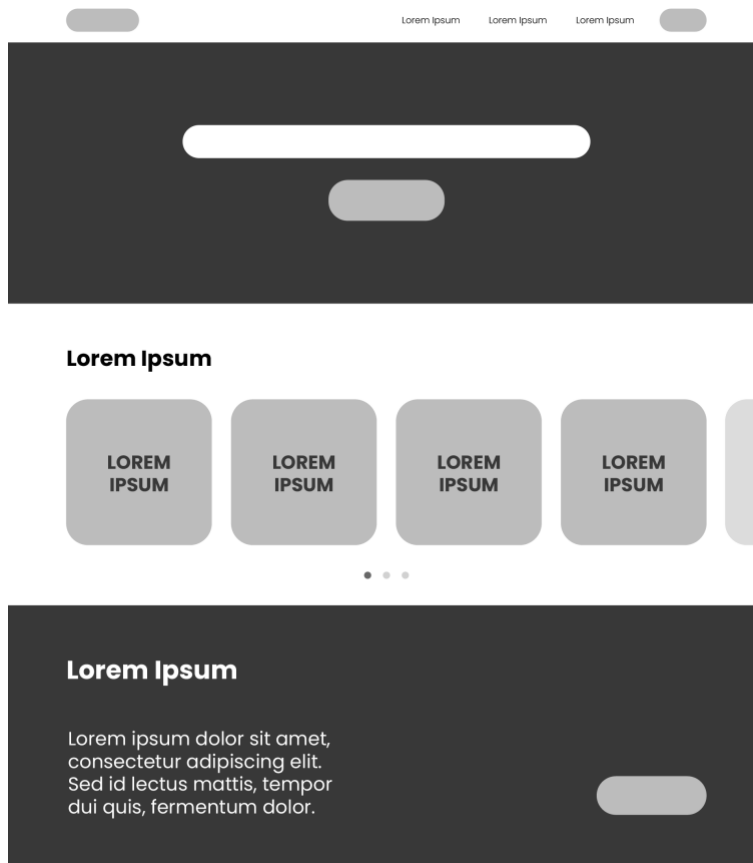 Lorem Ipsum
Lorem Ipsum
Lorem Ipsum
Lorem Ipsum
LOREM
IPSUM
LOREM
IPSUM
LOREM
IPSUM
LOREM
IPSUM
Lorem Ipsum
Lorem ipsum dolor sit amet,
consectetur adipiscing elit.
Sed id lectus mattis, tempor
dui quis, fermentum dolor.